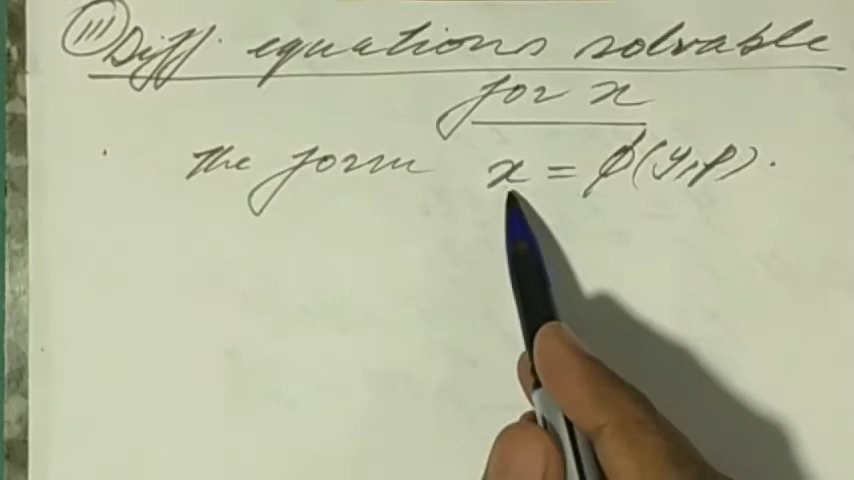 (III) Diff. equations solvable
for x
The form x = φ(y,p).